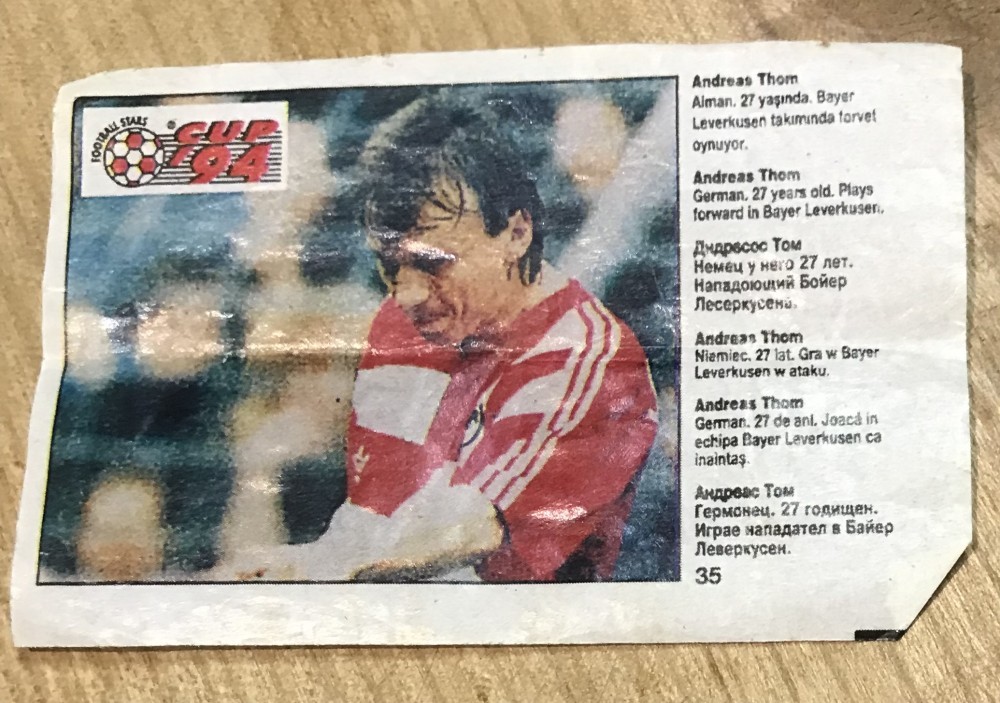 FOOTBALL STARS
CUP
'94
Andreas Thom
Alman. 27 yaşında. Bayer
Leverkusen takımında forvet
oynuyor.
Andreas Thom
German. 27 years old. Plays
forward in Bayer Leverkusen.
Дндрсос Том
Немец у него 27 лет.
Нападоющий Бойер
Лесеркусена.
Andreas Thom
Niemiec. 27 lat. Gra w Bayer
Leverkusen w ataku.
Andreas Thom
German. 27 de ani. Joacă in
echipa Bayer Leverkusen ca
inaintaş.
Андреас Том
Гермонец. 27 годишен.
Играе нападател в Байер
Леверкусен.
35